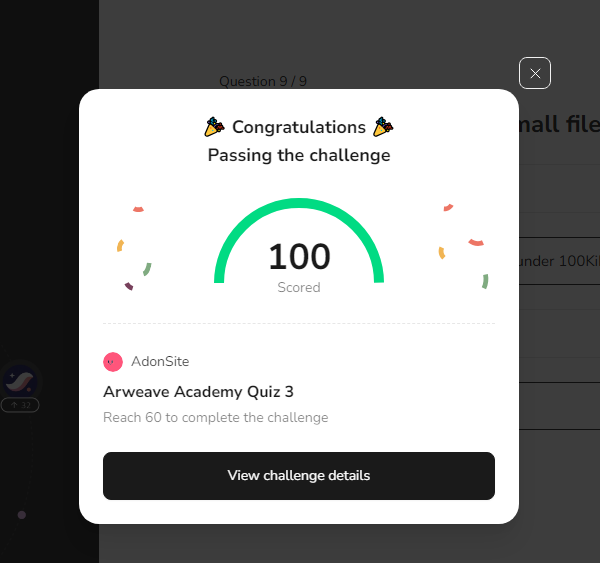 Question 9 / 9
mall file
🎉 Congratulations 🎉
Passing the challenge
100
Scored
under 100Ki
AdonSite
Arweave Academy Quiz 3
Reach 60 to complete the challenge
32
View challenge details